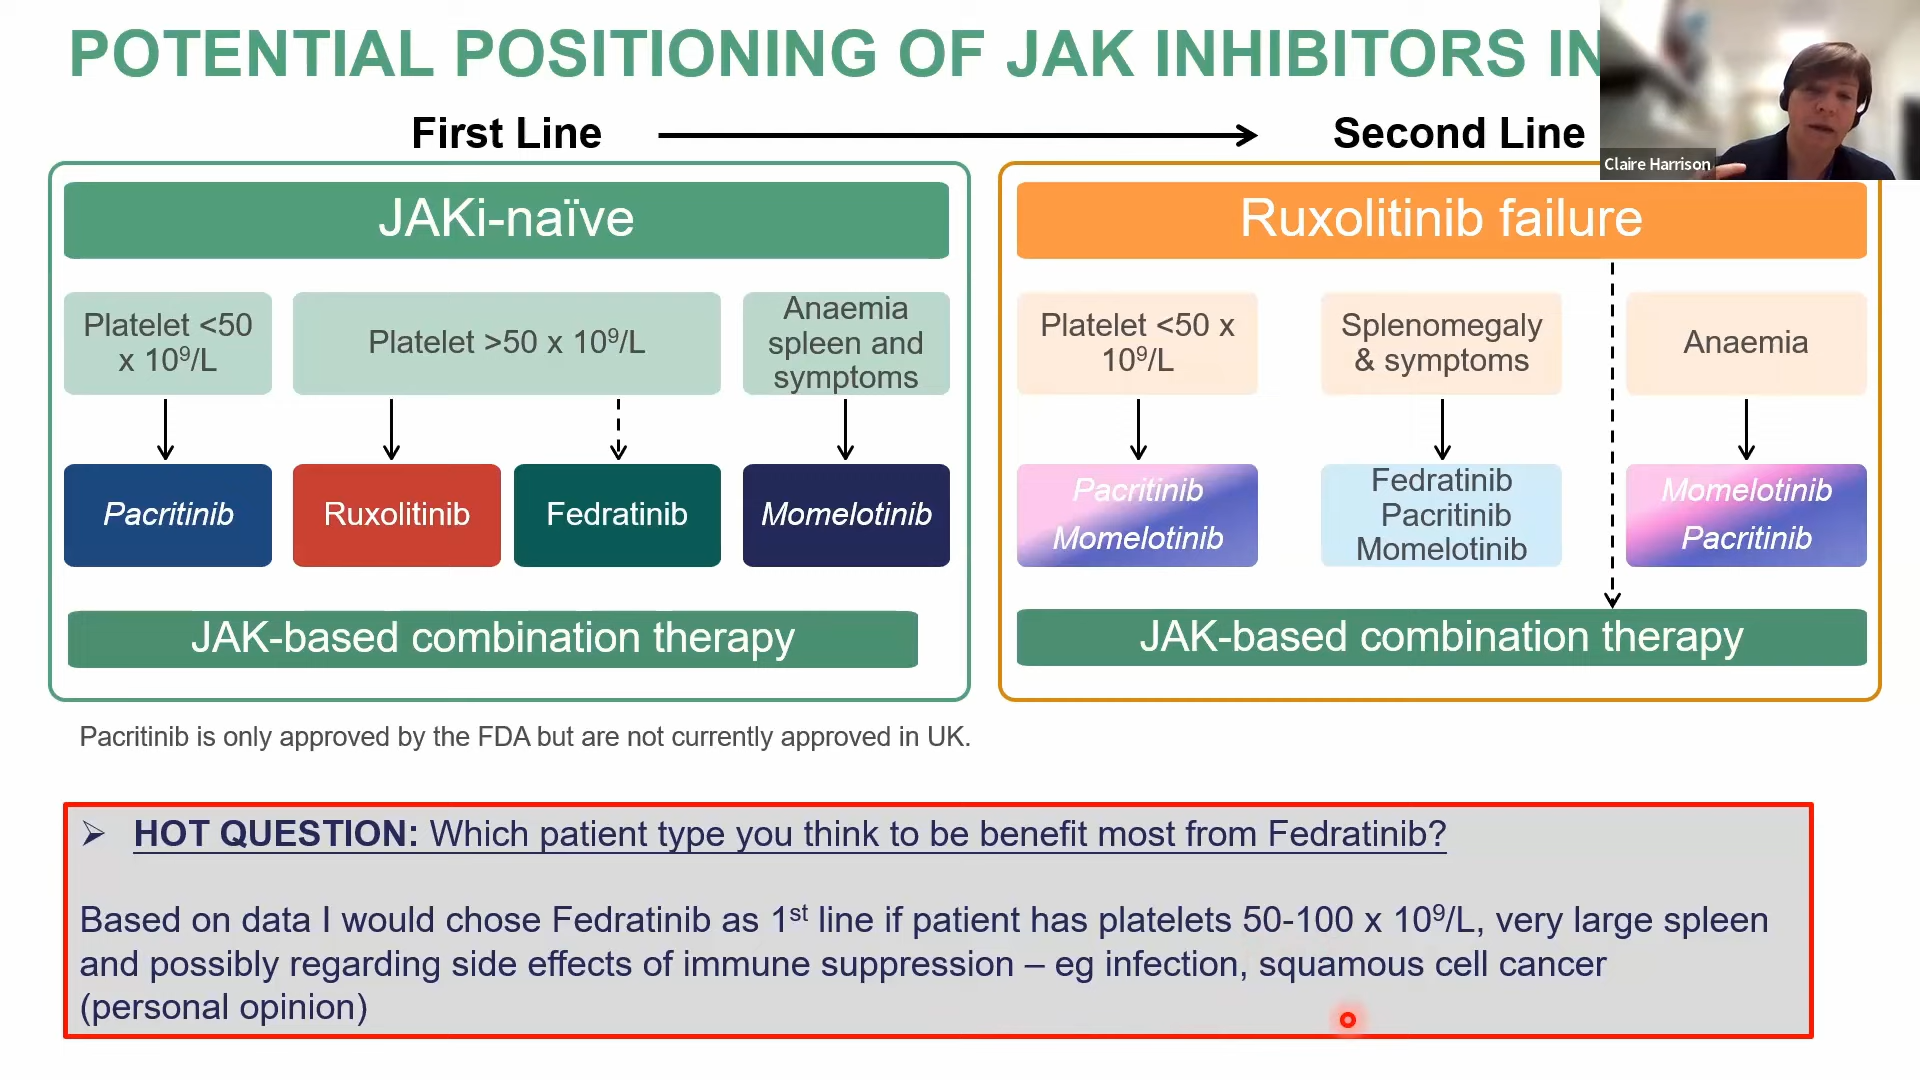 POTENTIAL POSITIONING OF JAK INHIBITORS IN
First Line
Second Line
Claire Harrison
JAKi-naïve
Platelet <50
x 10⁹/L
Platelet >50 x 10⁹/L
Anaemia
spleen and
symptoms
Pacritinib
Ruxolitinib
Fedratinib
Momelotinib
JAK-based combination therapy
Ruxolitinib failure
Platelet <50 x
10⁹/L
Splenomegaly
& symptoms
Anaemia
Pacritinib
Momelotinib
Fedratinib
Pacritinib
Momelotinib
Momelotinib
Pacritinib
JAK-based combination therapy
Pacritinib is only approved by the FDA but are not currently approved in UK.
➢ HOT QUESTION: Which patient type you think to be benefit most from Fedratinib?
Based on data I would chose Fedratinib as 1ˢᵗ line if patient has platelets 50-100 x 10⁹/L, very large spleen
and possibly regarding side effects of immune suppression – eg infection, squamous cell cancer
(personal opinion)